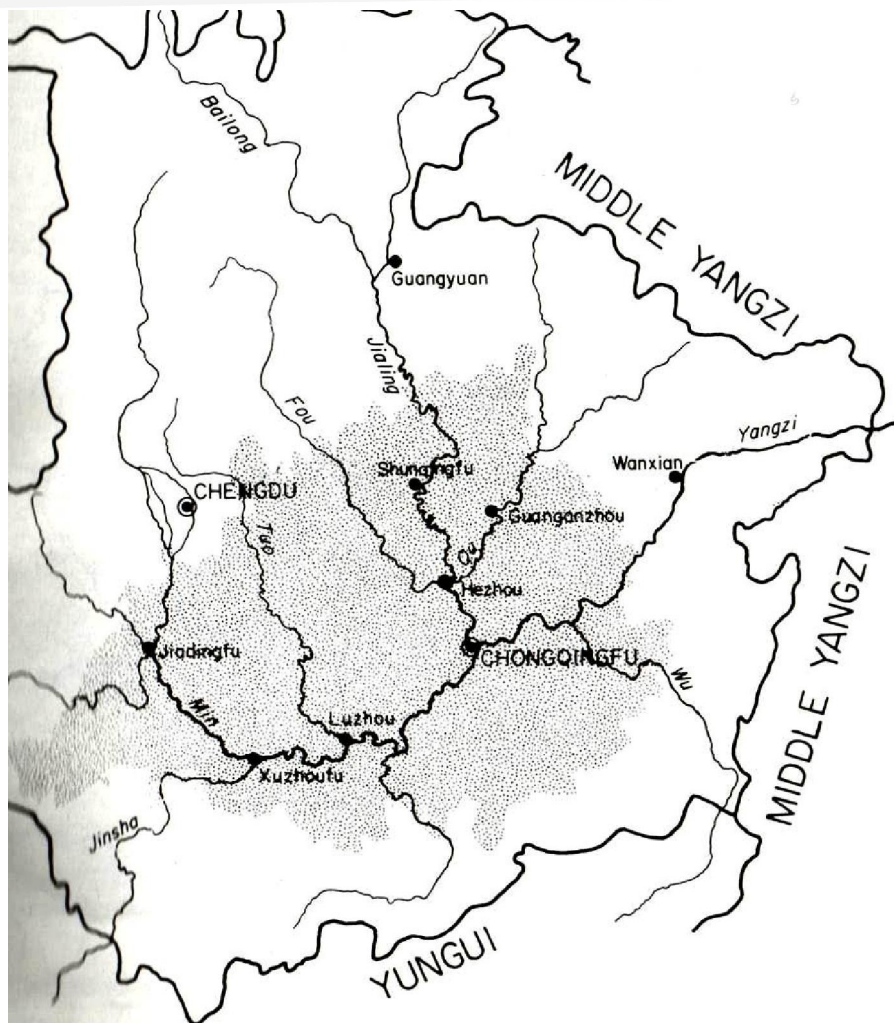 Bailong
MIDDLE YANGZI
Guangyuan
Jialing
Fou
Yangzi
Wanxian
Shunqingfu
CHENGDU
Guanganzhou
Tuo
Qu
Hezhou
Jiadingfu
CHONGQINGFU
Wu
MIDDLE YANGZI
Min
Luzhou
Xuzhoufu
Jinsha
YUNGUI